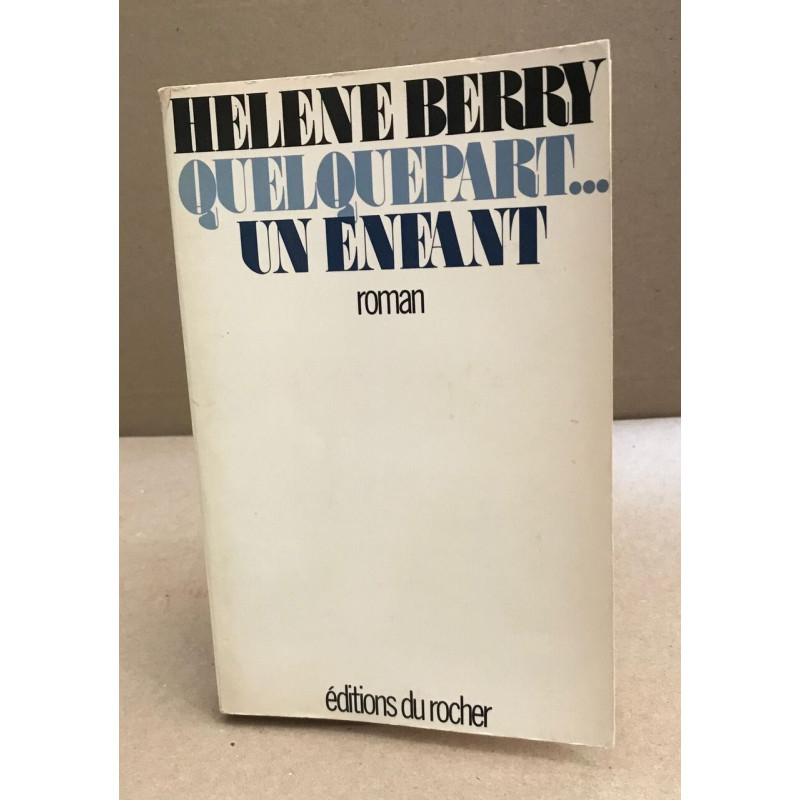 HELENE BERRY
QUELQUEPART...
UN ENFANT
roman
éditions du rocher